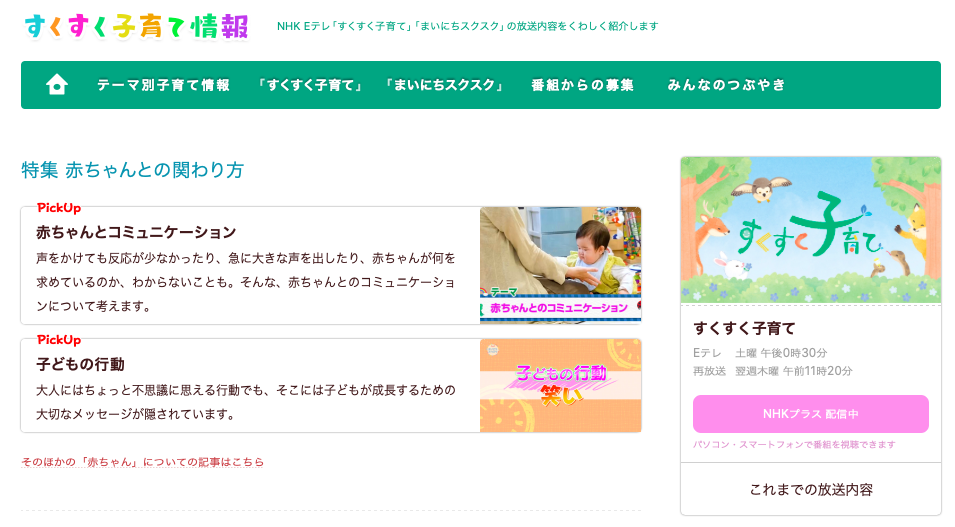 すくすく子育て情報
NHK Eテレ「すくすく子育て」「まいにちスクスク」の放送内容をくわしく紹介します
テーマ別子育て情報 「すくすく子育て」 「まいにちスクスク」 番組からの募集 みんなのつぶやき
特集 赤ちゃんとの関わり方
PickUp
赤ちゃんとコミュニケーション
声をかけても反応が少なかったり、急に大きな声を出したり、赤ちゃんが何を
求めているのか、わからないことも。そんな、赤ちゃんとのコミュニケーショ
ンについて考えます。
テーマ
赤ちゃんとのコミュニケーション
PickUp
子どもの行動
大人にはちょっと不思議に思える行動でも、そこには子どもが成長するための
大切なメッセージが隠されています。
子どもの行動
笑い
そのほかの「赤ちゃん」についての記事はこちら
すくすく子育て
すくすく子育て
Eテレ 土曜 午後0時30分
再放送 翌週木曜 午前11時20分
NHKプラス 配信中
パソコン・スマートフォンで番組を視聴できます
これまでの放送内容